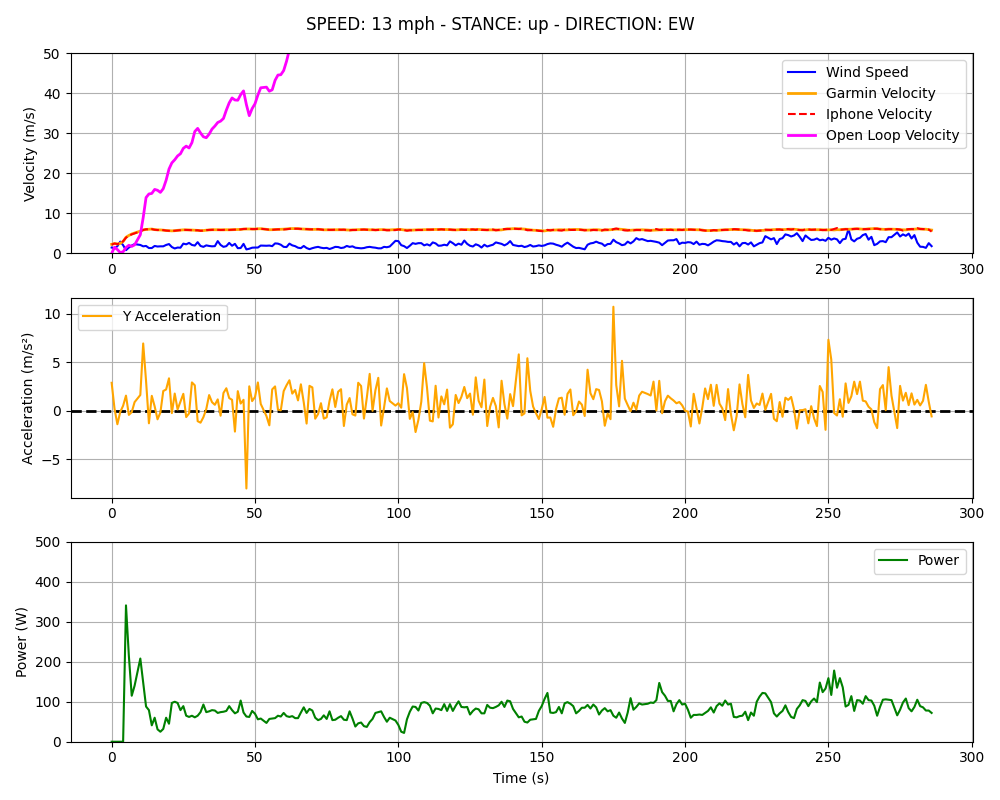 SPEED: 13 mph - STANCE: up - DIRECTION: EW
Velocity (m/s)
50
40
30
20
10
0
Wind Speed
Garmin Velocity
Iphone Velocity
Open Loop Velocity
0 50 100 150 200 250 300
Acceleration (m/s²)
10
5
0
−5
Y Acceleration
0 50 100 150 200 250 300
Power (W)
500
400
300
200
100
0
Power
0 50 100 150 200 250 300
Time (s)